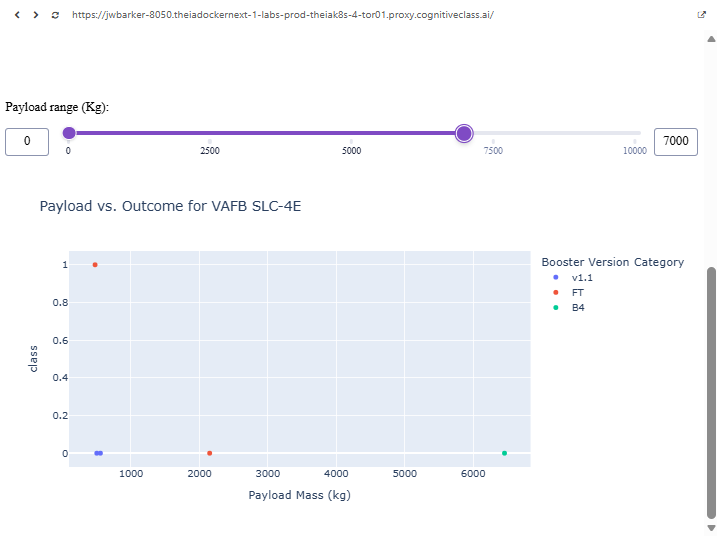 https://jwbarker-8050.theiadockernext-1-labs-prod-theiak8s-4-tor01.proxy.cognitiveclass.ai/
Payload range (Kg):
0
7000
0 2500 5000 7500 10000
Payload vs. Outcome for VAFB SLC-4E
Booster Version Category
v1.1
FT
B4
1
0.8
0.6
0.4
0.2
0
class
1000 2000 3000 4000 5000 6000
Payload Mass (kg)